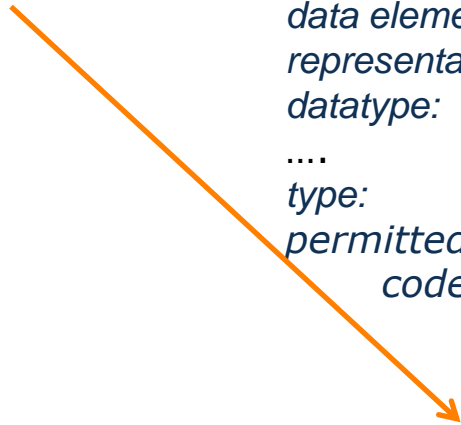 data eleme
representa
datatype:
....
type:
permitted
code